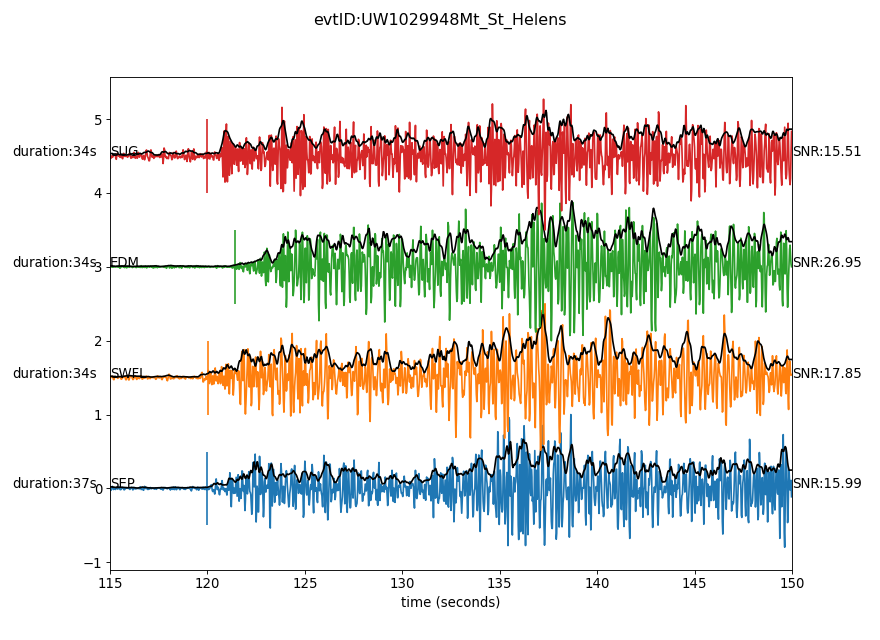 evtID:UW1029948Mt_St_Helens
5
duration:34s SUG SNR:15.51
4
duration:34s EDM SNR:26.95
3
2
duration:34s SWFL SNR:17.85
1
duration:37s SEP SNR:15.99
0
−1
115 120 125 130 135 140 145 150
time (seconds)